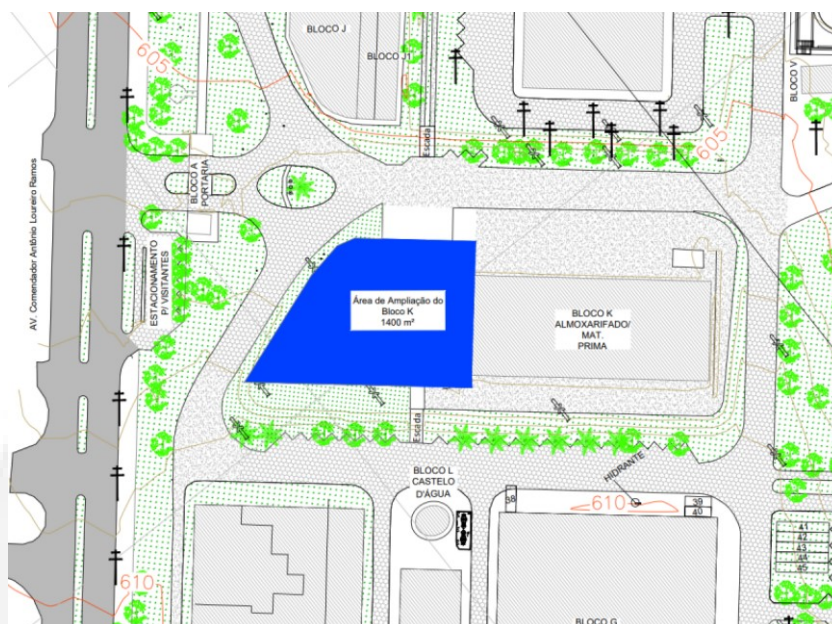 BLOCO J
BLOCO J1
605
BLOCO V
Escada
605
AV. Comendador Antônio Loureiro Ramos
BLOCO A
PORTARIA
ESTACIONAMENTO
P/ VISITANTES
Área de Ampliação do
Bloco K
1400 m²
BLOCO K
ALMOXARIFADO/
MAT.
PRIMA
Escada
BLOCO L
CASTELO
D'ÁGUA
HIDRANTE
38
610
39
40
41
42
43
44
45
610
BLOCO G